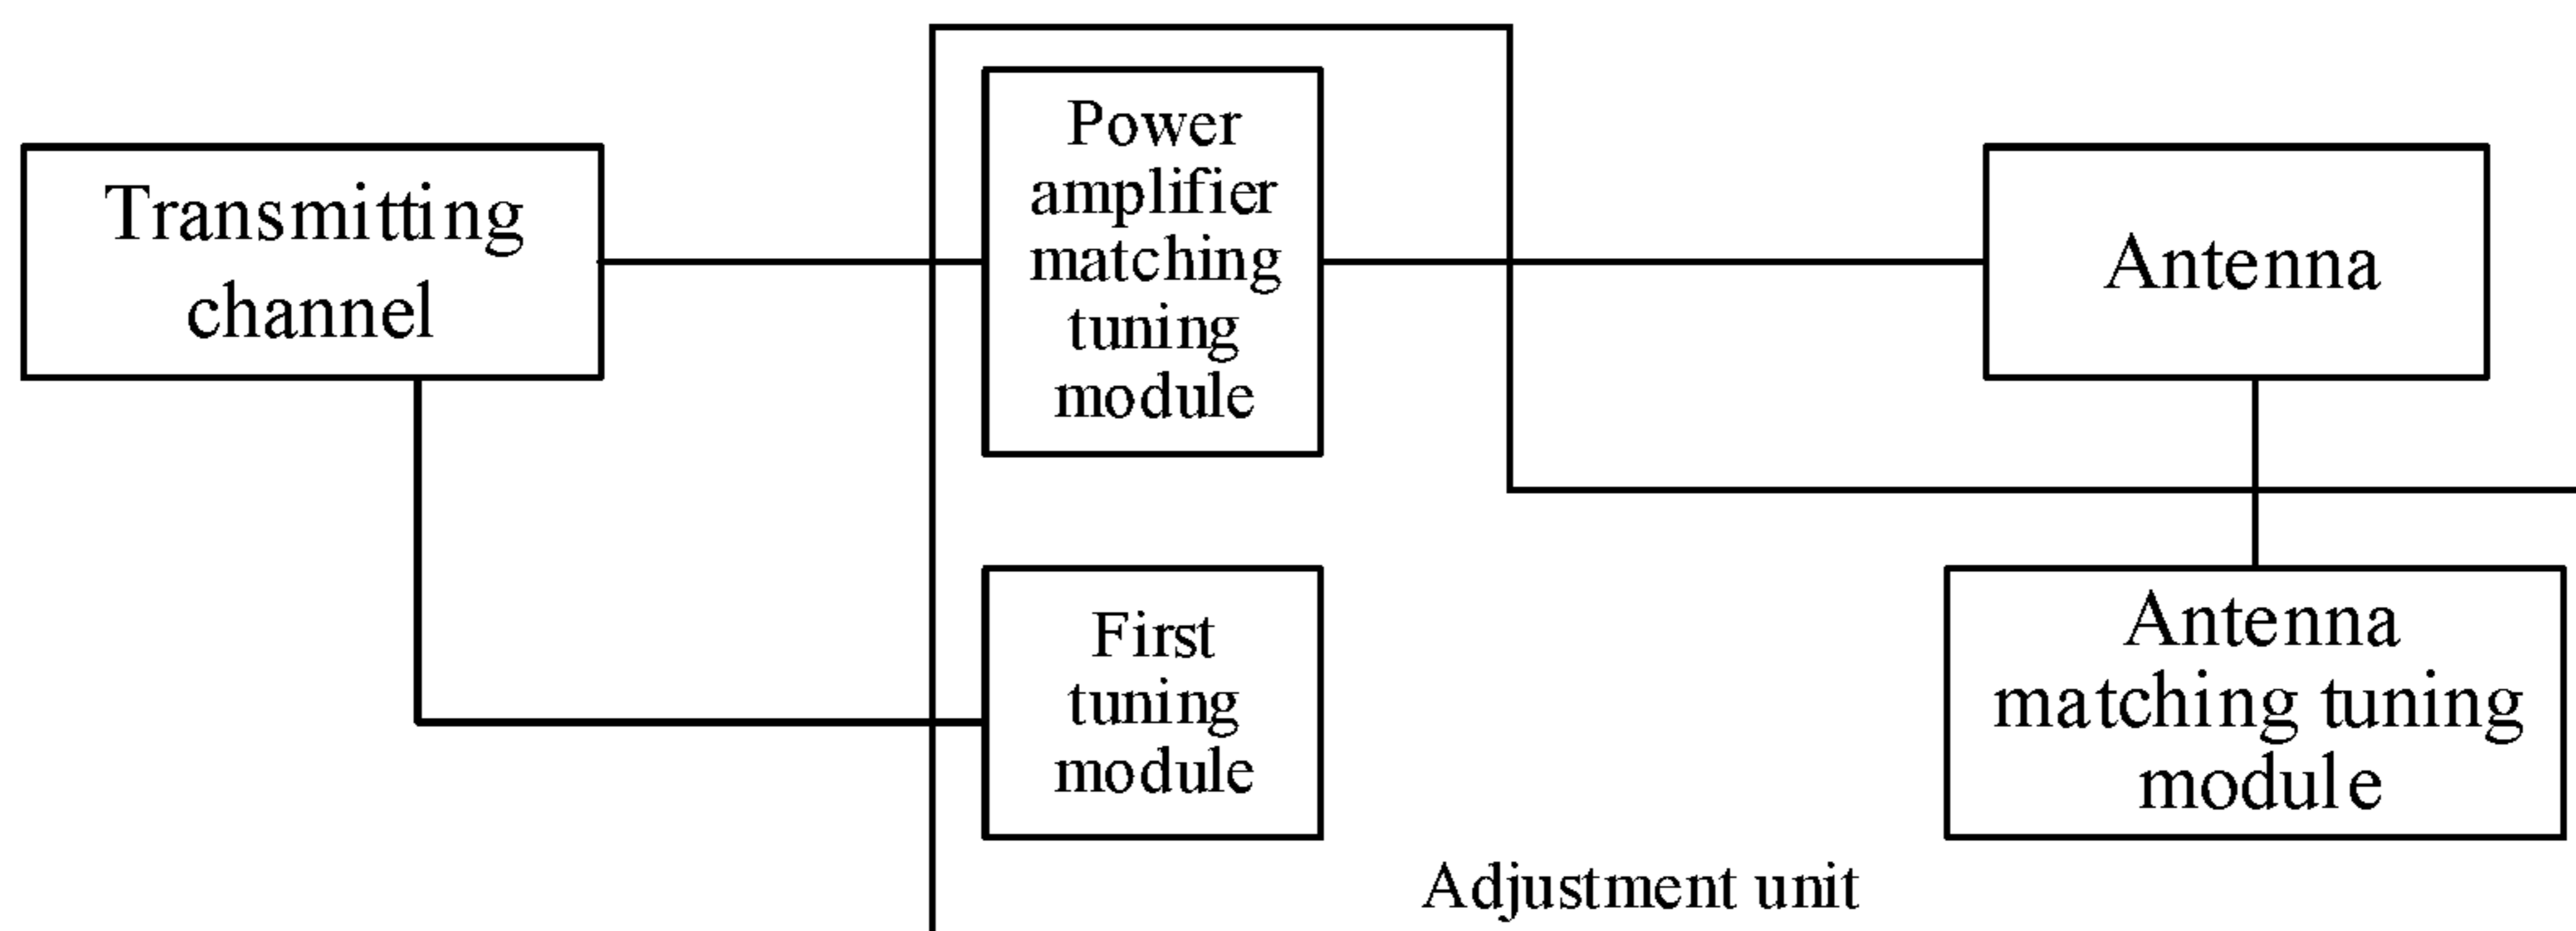 Transmitting
channel
Power
amplifier
matching
tuning
module
Antenna
First
tuning
module
Antenna
matching tuning
module
Adjustment unit